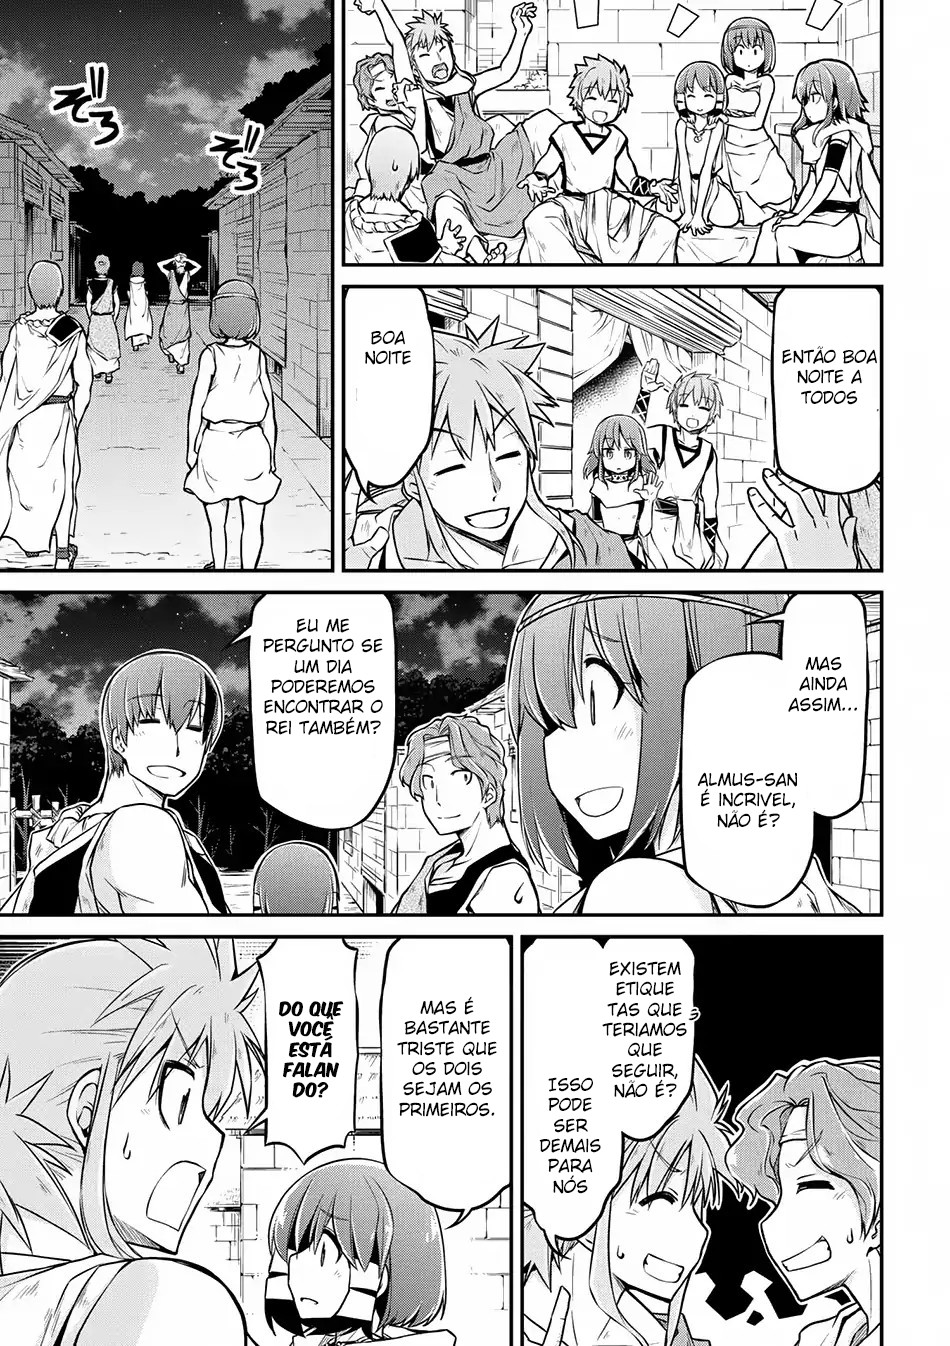 ENTÃO BOA
NOITE A
TODOS
BOA
NOITE
ぞろ
ぞろ
MAS
AINDA
ASSIM...
ALMUS-SAN
É INCRIVEL,
NÃO É?
EU ME
PERGUNTO SE
UM DIA
PODEREMOS
ENCONTRAR O
REI TAMBÉM?
EXISTEM
ETIQUE
TAS QUE
TERIAMOS
QUE
SEGUIR,
NÃO É?
ISSO
PODE
SER
DEMAIS
PARA
NÓS
MAS É
BASTANTE
TRISTE QUE
OS DOIS
SEJAM OS
PRIMEIROS.
DO QUE
VOCÊ
ESTÁ
FALAN
DO?